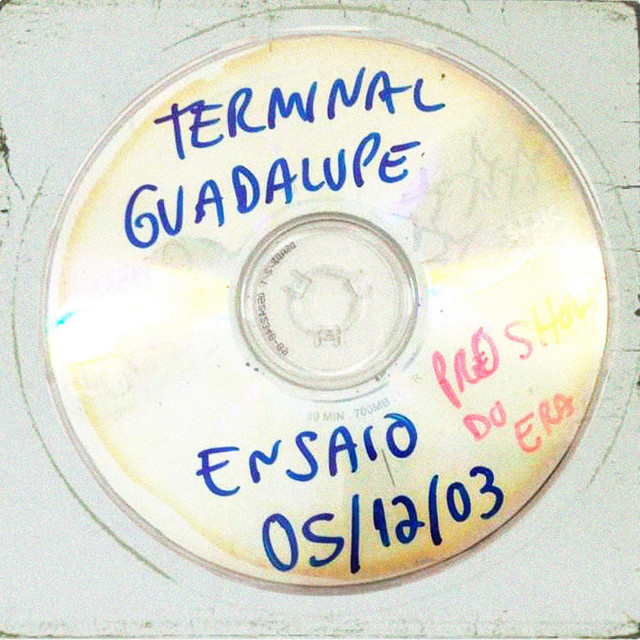 TERMINAL
GUADALUPE
PRÉ SHOW
DO ERA
80 MIN . 700MB
ENSAIO
05/12/03